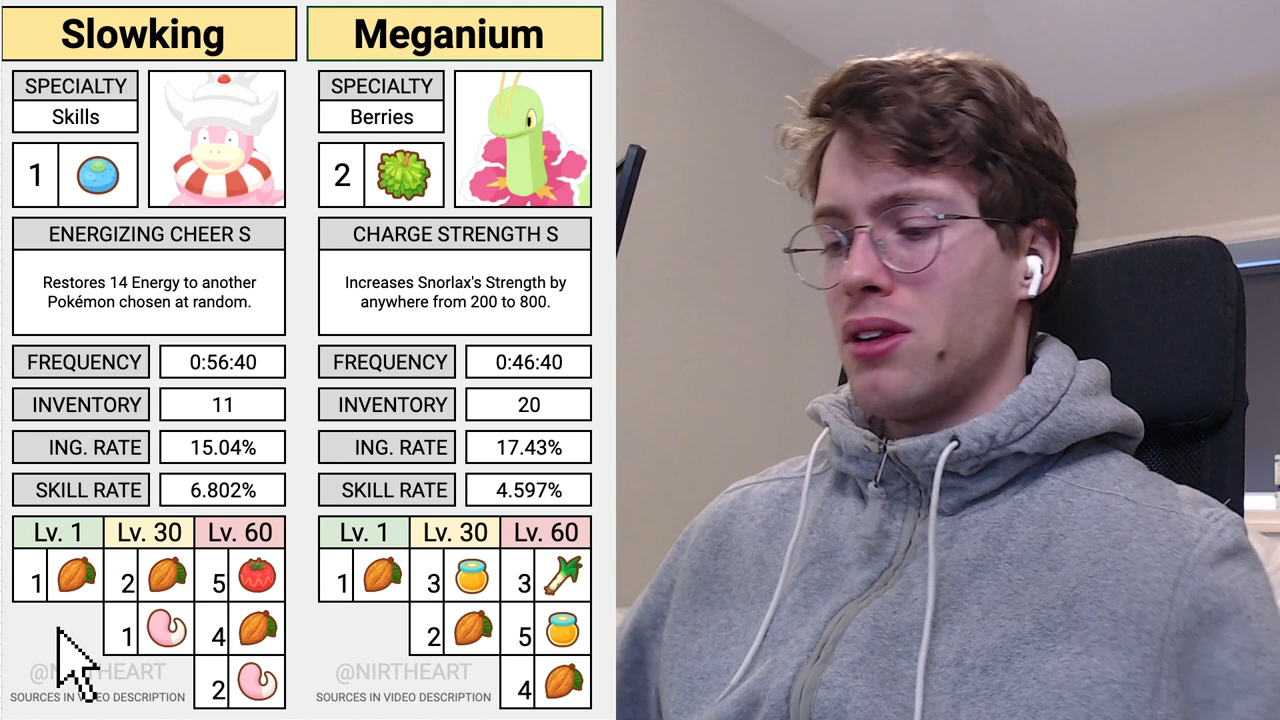 Slowking
SPECIALTY
Skills
1
ENERGIZING CHEER S
Restores 14 Energy to another
Pokémon chosen at random.
FREQUENCY 0:56:40
INVENTORY 11
ING. RATE 15.04%
SKILL RATE 6.802%
Lv. 1 Lv. 30 Lv. 60
1 2 5
1 4
2
SOURCES IN VIDEO DESCRIPTION
Meganium
SPECIALTY
Berries
2
CHARGE STRENGTH S
Increases Snorlax's Strength by
anywhere from 200 to 800.
FREQUENCY 0:46:40
INVENTORY 20
ING. RATE 17.43%
SKILL RATE 4.597%
Lv. 1 Lv. 30 Lv. 60
1 3 3
2 5
4
@NIRTHEART
SOURCES IN VIDEO DESCRIPTION